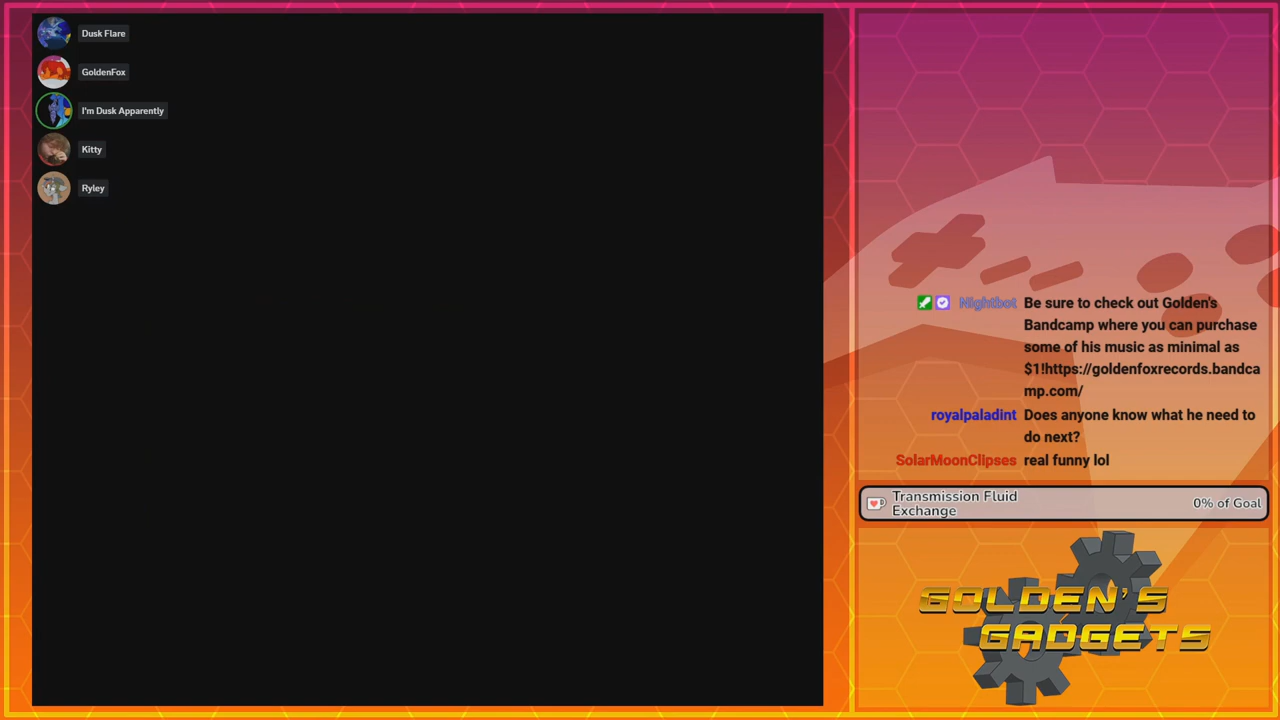 Dusk Flare
GoldenFox
I'm Dusk Apparently
Kitty
Ryley
Nightbot Be sure to check out Golden's
Bandcamp where you can purchase
some of his music as minimal as
$1!https://goldenfoxrecords.bandca
mp.com/
royalpaladint Does anyone know what he need to
do next?
SolarMoonClipses real funny lol
Transmission Fluid
Exchange
0% of Goal
GOLDEN'S
GADGETS